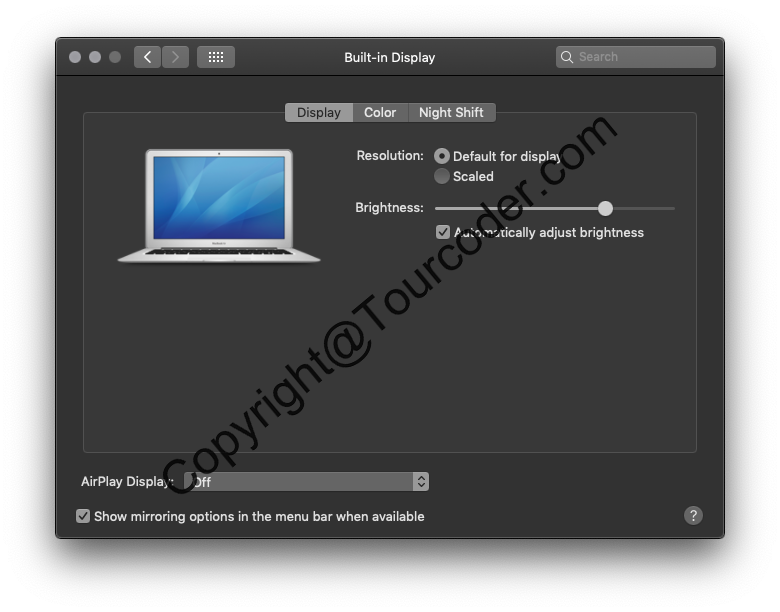 Built-in Display
Search
Display Color Night Shift
Resolution: Default for display
Scaled
Brightness:
Automatically adjust brightness
Copyright@Tourcoder.com
AirPlay Display: Off
Show mirroring options in the menu bar when available
?